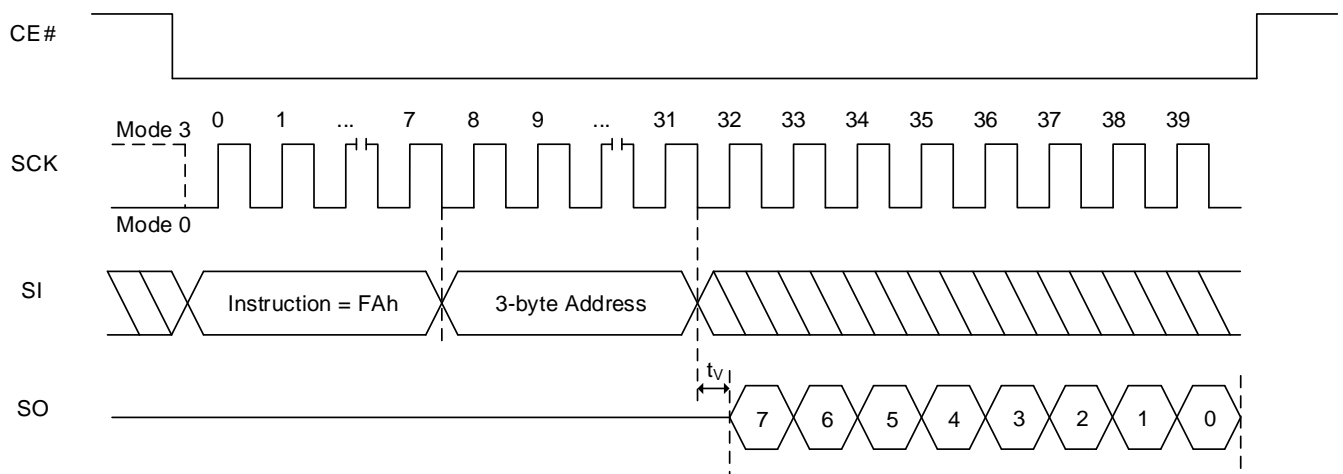 CE#
0 1 ... 7 8 9 ... 31 32 33 34 35 36 37 38 39
Mode 3
SCK
Mode 0
SI
Instruction = FAh
3-byte Address
tV
SO
7 6 5 4 3 2 1 0